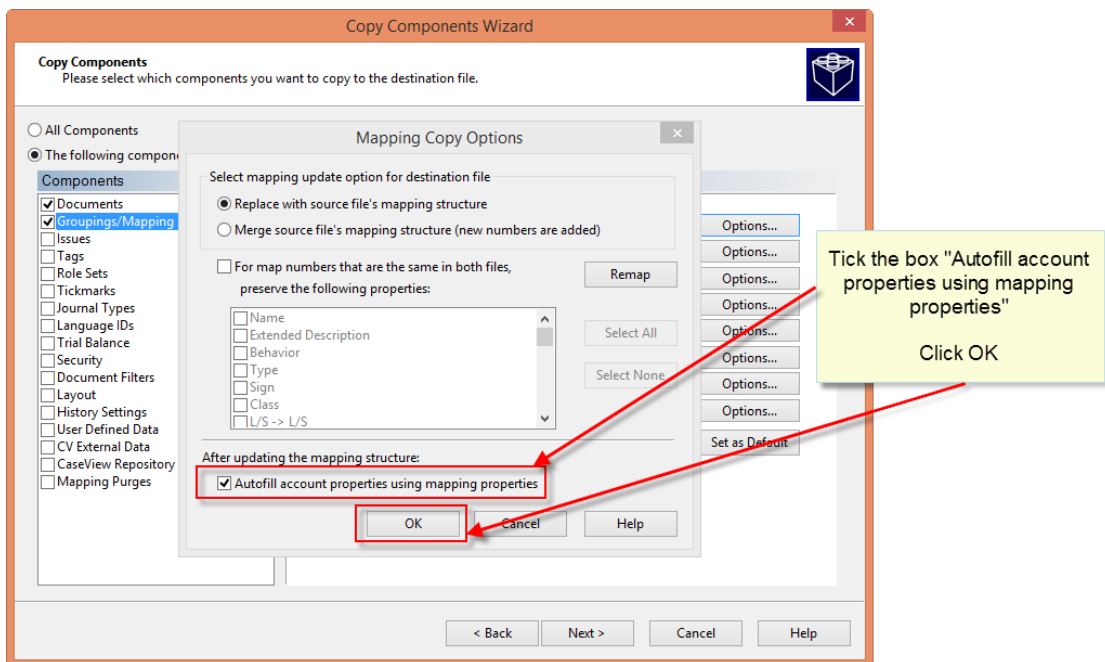 Copy Components Wizard
Copy Components
Please select which components you want to copy to the destination file.
All Components
The following compone
Components
Documents
Groupings/Mapping
Issues
Tags
Role Sets
Tickmarks
Journal Types
Language IDs
Trial Balance
Security
Document Filters
Layout
History Settings
User Defined Data
CV External Data
CaseView Repository
Mapping Purges
Mapping Copy Options
Select mapping update option for destination file
Replace with source file's mapping structure
Merge source file's mapping structure (new numbers are added)
For map numbers that are the same in both files,
preserve the following properties:
Remap
Name
Extended Description
Behavior
Type
Sign
Class
L/S -> L/S
Select All
Select None
After updating the mapping structure:
Autofill account properties using mapping properties
OK
Cancel
Help
Options...
Options...
Options...
Options...
Options...
Options...
Options...
Options...
Set as Default
Tick the box "Autofill account
properties using mapping
properties"
Click OK
< Back
Next >
Cancel
Help